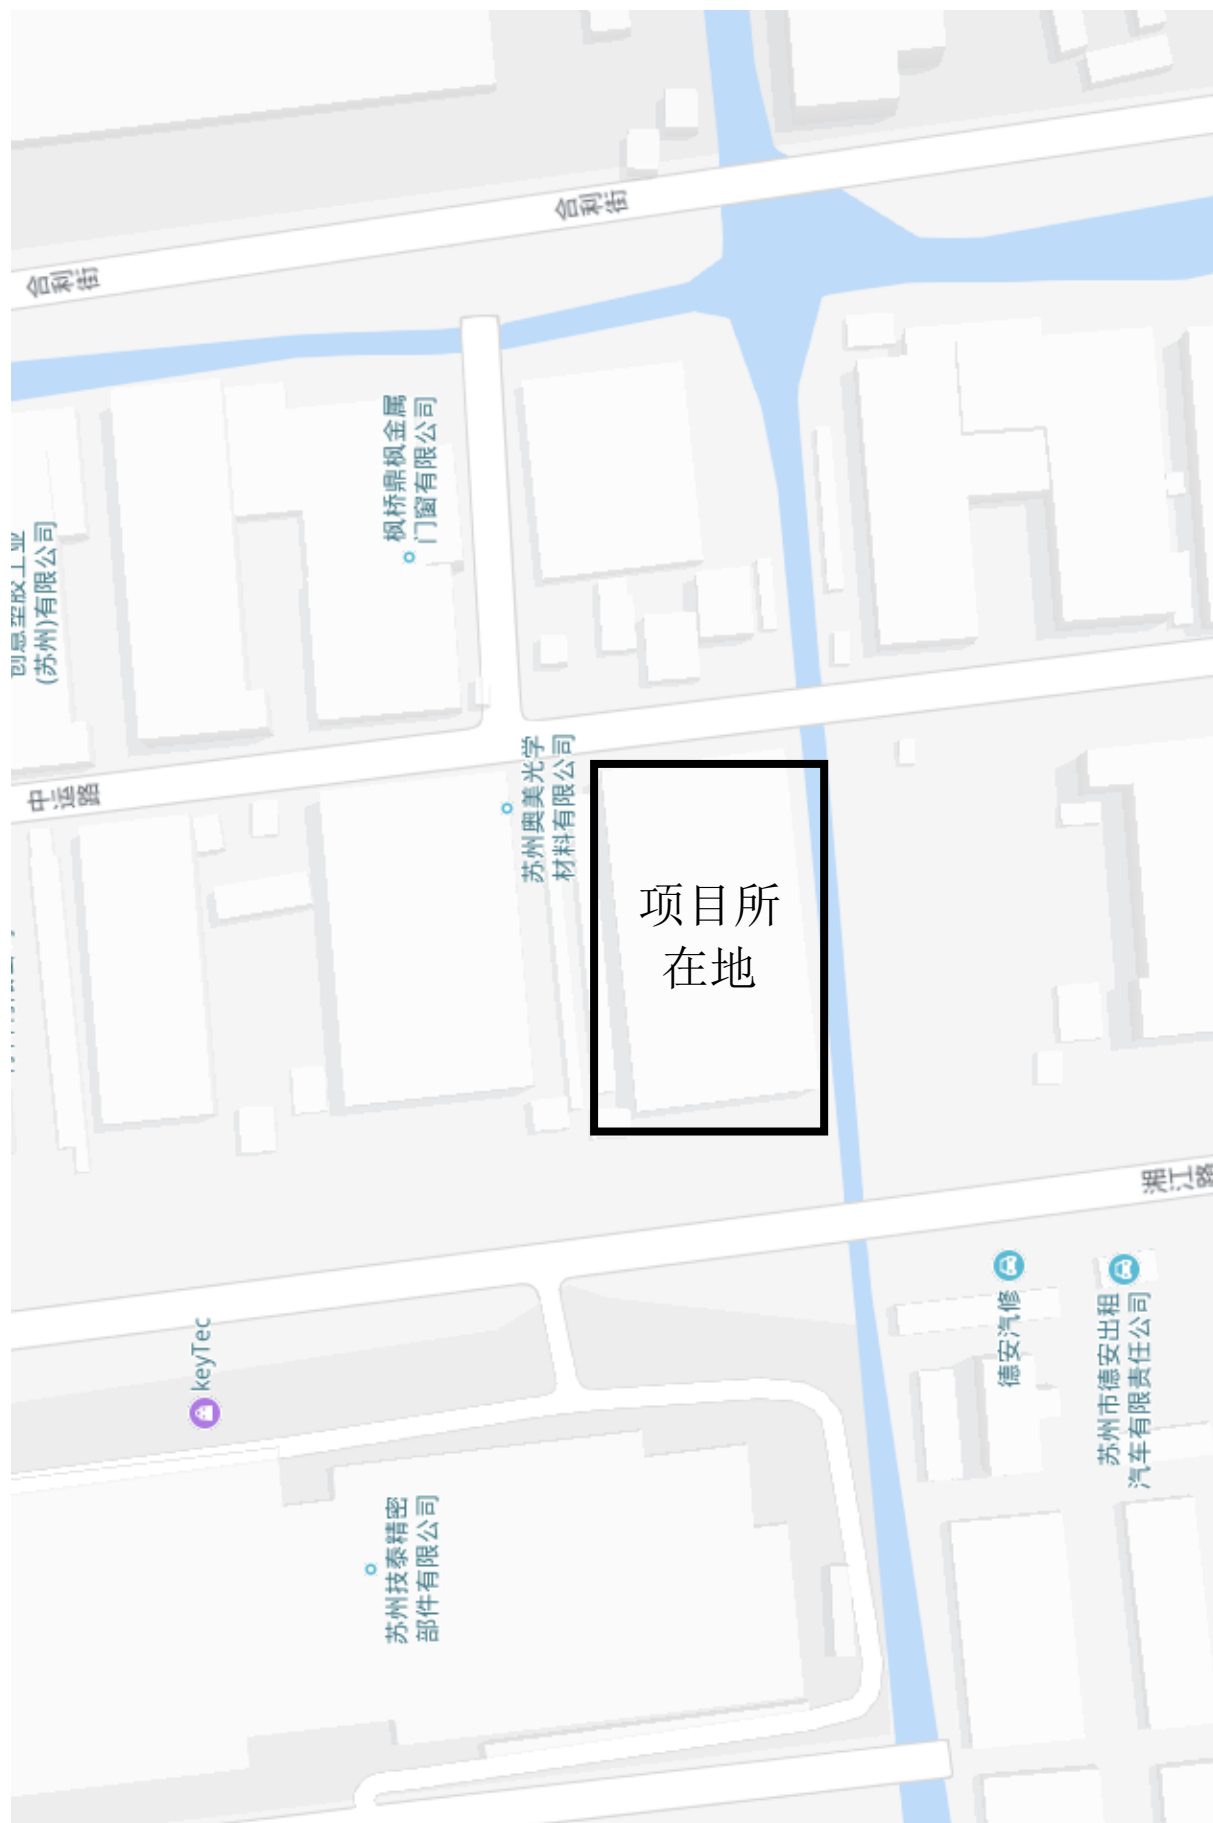 合利街
合利街
枫桥鼎枫金属
门窗有限公司
(苏州)有限公司
中运路
苏州奥美光学
材料有限公司
项目所
在地
湘江路
keyTec
德安汽修
苏州市德安出租
汽车有限责任公司
苏州技泰精密
部件有限公司